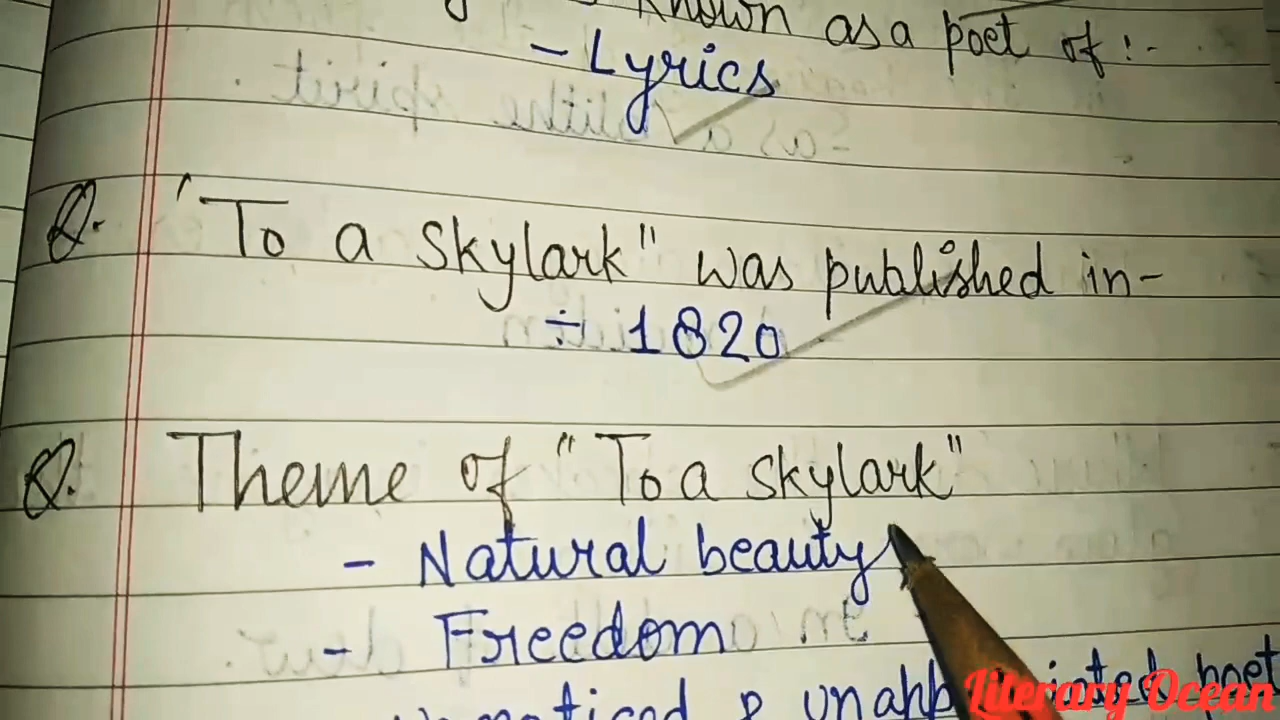 known as a poet of :-
- Lyrics
Q. 'To a Skylark" was published in-
÷ 1820
Q. Theme of "To a skylark"
- Natural beauty
- Freedom
&
poet
Literary Ocean